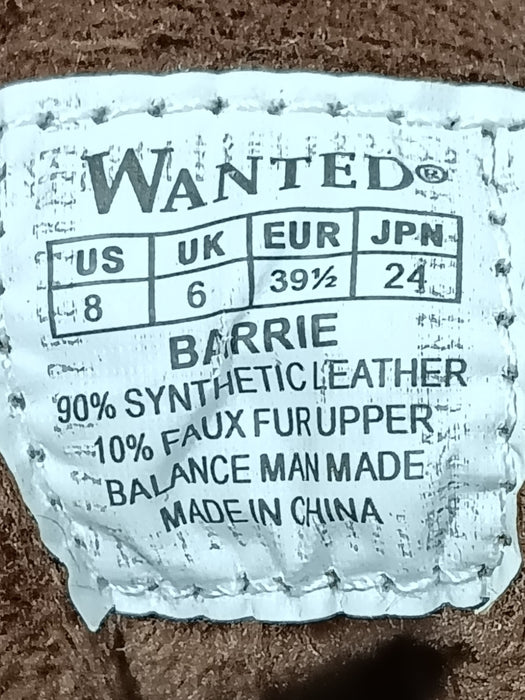 WANTED®
US UK EUR JPN
8 6 39½ 24
BARRIE
90% SYNTHETIC LEATHER
10% FAUX FUR UPPER
BALANCE MAN MADE
MADE IN CHINA